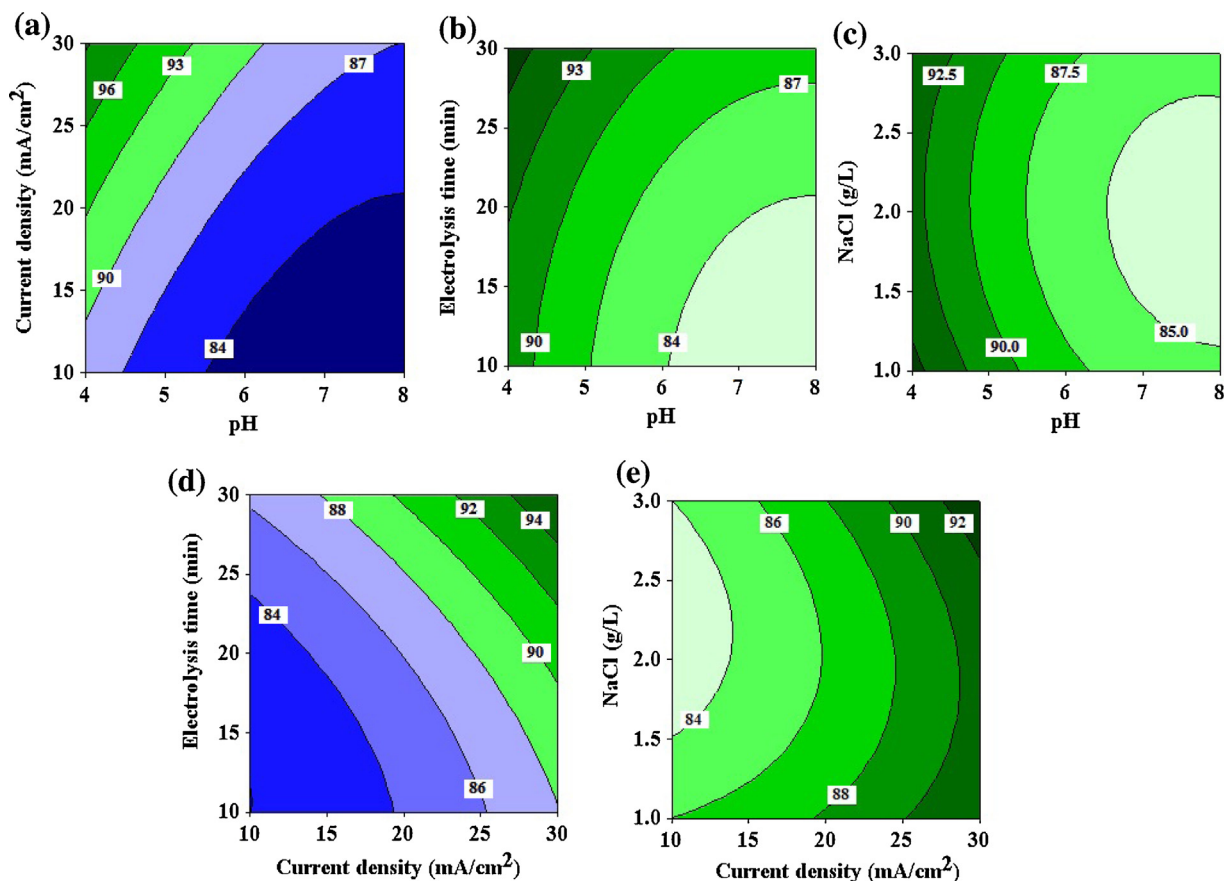 (a)
30
25
20
15
10
Current density (mA/cm²)
96
93
90
87
84
4 5 6 7 8
pH
(b)
30
25
20
15
10
Electrolysis time (min)
93
90
87
84
4 5 6 7 8
pH
(c)
3.0
2.5
2.0
1.5
1.0
NaCl (g/L)
92.5
87.5
90.0
85.0
4 5 6 7 8
pH
(d)
30
25
20
15
10
Electrolysis time (min)
88
92
94
84
90
86
10 15 20 25 30
Current density (mA/cm²)
(e)
3.0
2.5
2.0
1.5
1.0
NaCl (g/L)
86
90
92
84
88
10 15 20 25 30
Current density (mA/cm²)